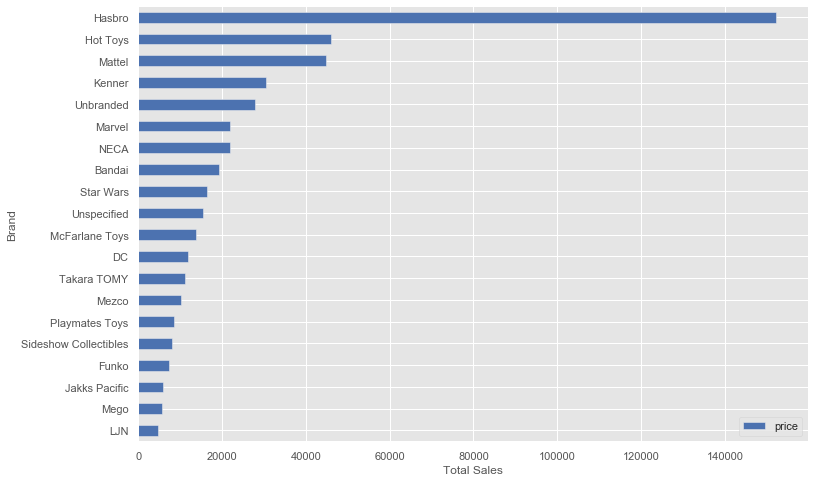 Hasbro
Hot Toys
Mattel
Kenner
Unbranded
Marvel
NECA
Bandai
Star Wars
Unspecified
McFarlane Toys
DC
Takara TOMY
Mezco
Playmates Toys
Sideshow Collectibles
Funko
Jakks Pacific
Mego
LJN
Brand
price
0 20000 40000 60000 80000 100000 120000 140000
Total Sales